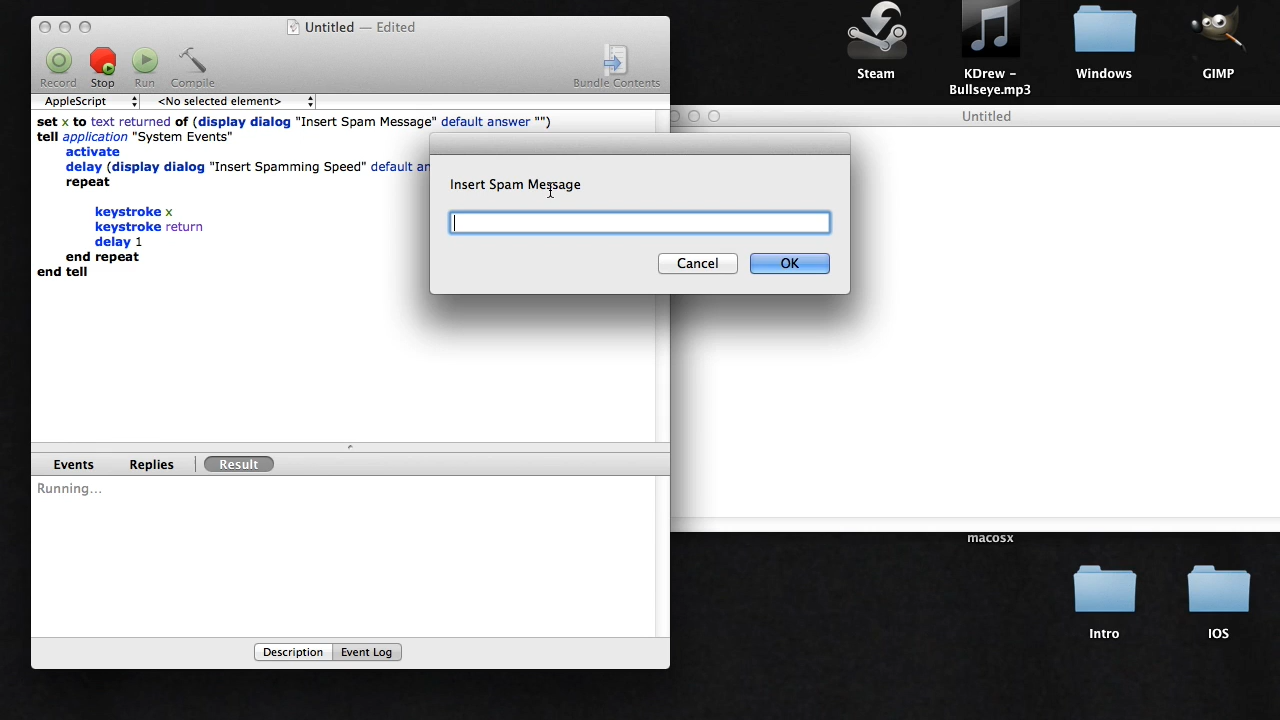 Untitled — Edited
Record Stop Run Compile Bundle Contents
AppleScript <No selected element>
set x to text returned of (display dialog "Insert Spam Message" default answer "")
tell application "System Events"
activate
delay (display dialog "Insert Spamming Speed" default an
repeat
keystroke x
keystroke return
delay 1
end repeat
end tell
Events Replies Result
Running...
Description Event Log
Insert Spam Message
Cancel OK
Untitled
Steam
KDrew -
Bullseye.mp3
Windows
GIMP
macosx
Intro
IOS